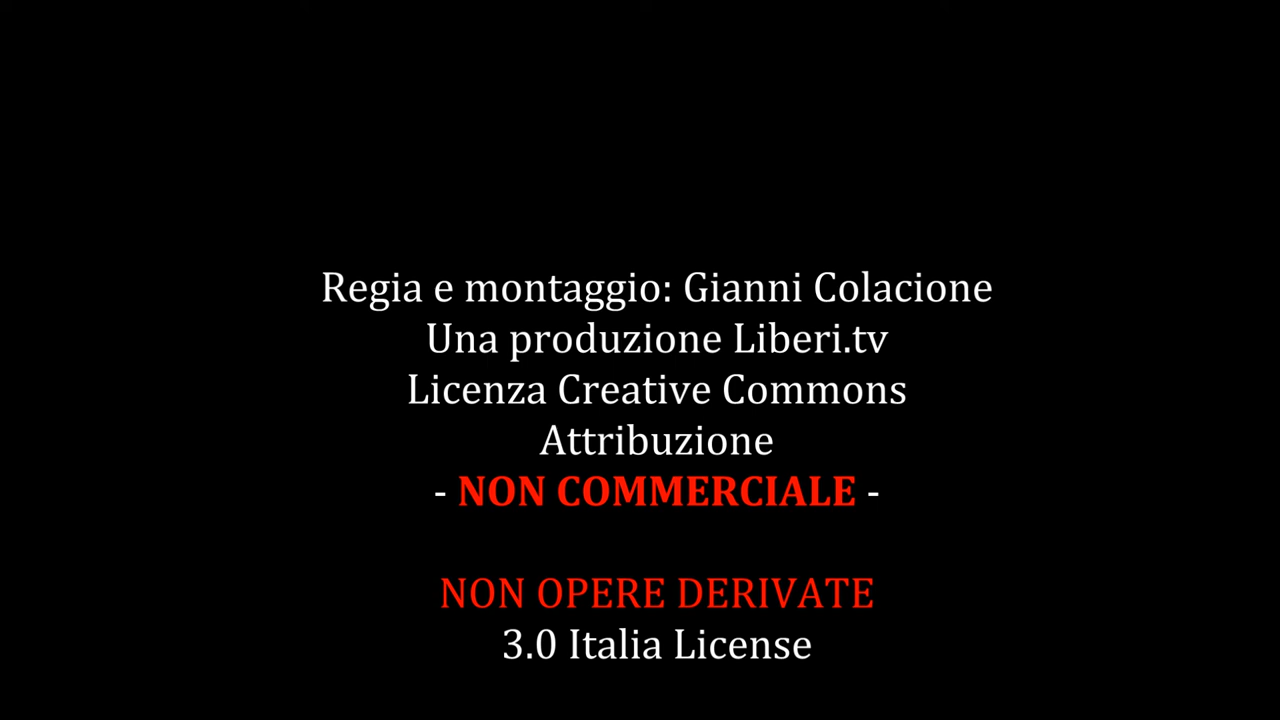 Regia e montaggio: Gianni Colacione
Una produzione Liberi.tv
Licenza Creative Commons
Attribuzione
- NON COMMERCIALE -
NON OPERE DERIVATE
3.0 Italia License